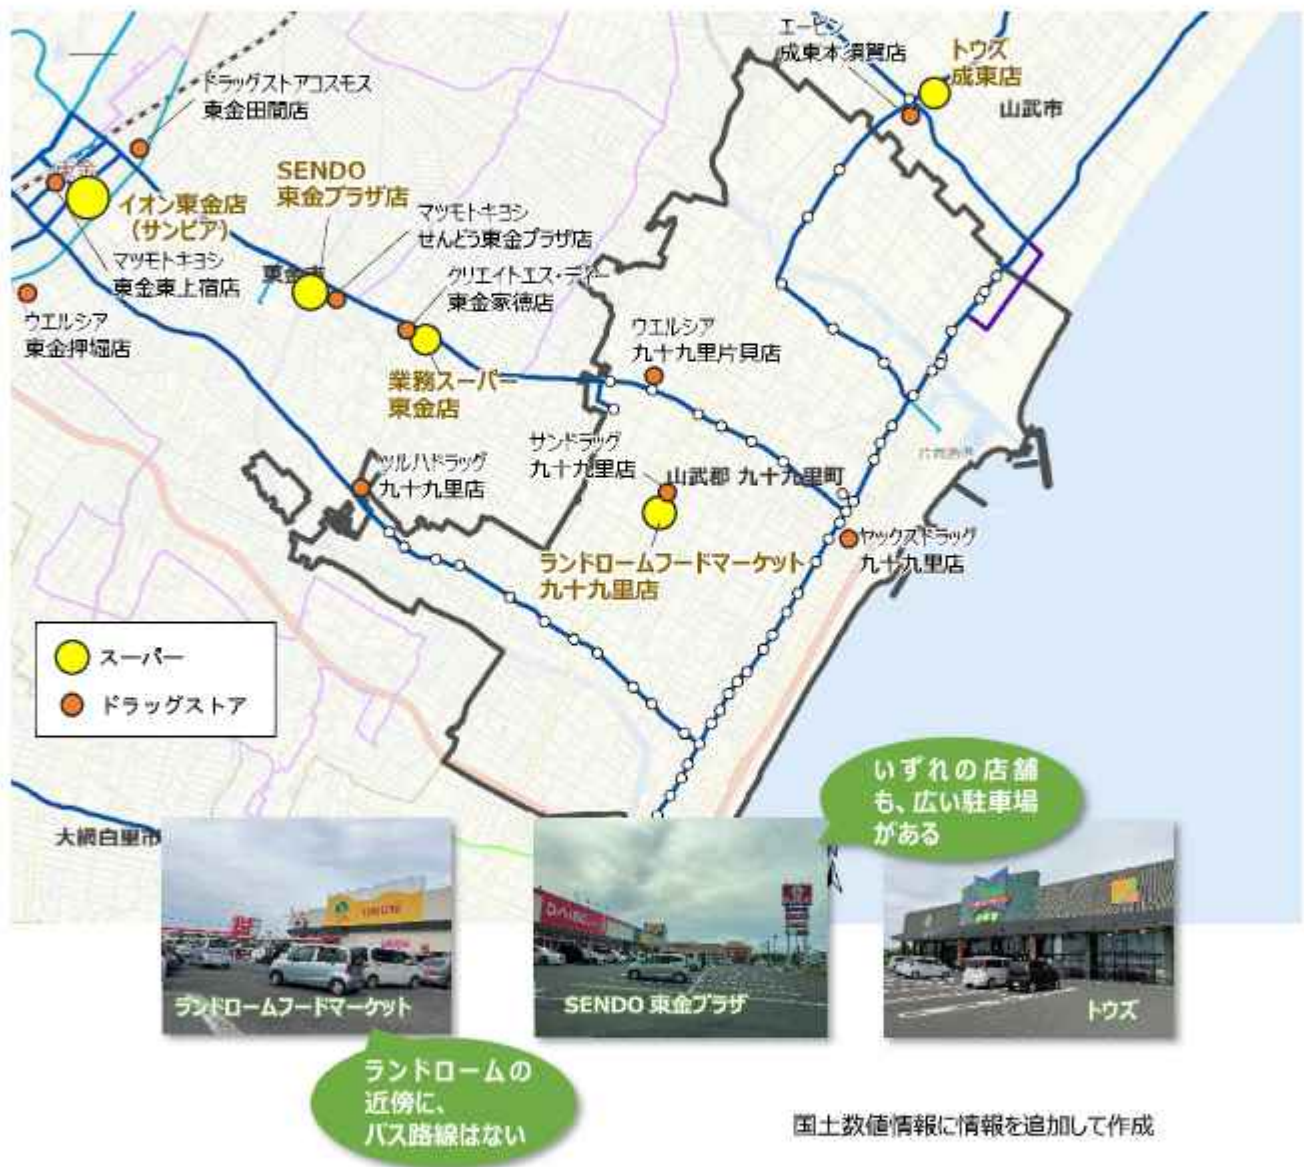 エービン
成東本須賀店
トウズ
成東店
山武市
ドラッグストアコスモス
東金田間店
SENDO
東金プラザ店
イオン東金店
（サンピア）
マツモトキヨシ
せんどう東金プラザ店
マツモトキヨシ
東金東上宿店
東金市
クリエイトエス・ディー
東金家徳店
ウエルシア
東金押堀店
ウエルシア
九十九里片貝店
業務スーパー
東金店
サンドラッグ
九十九里店
山武郡 九十九里町
片貝漁港
ツルハドラッグ
九十九里店
ランドロームフードマーケット
九十九里店
ヤックスドラッグ
九十九里店
スーパー
ドラッグストア
大網白里市
いずれの店舗
も、広い駐車場
がある
ランドロームフードマーケット
SENDO 東金プラザ
トウズ
ランドロームの
近傍に、
バス路線はない
国土数値情報に情報を追加して作成